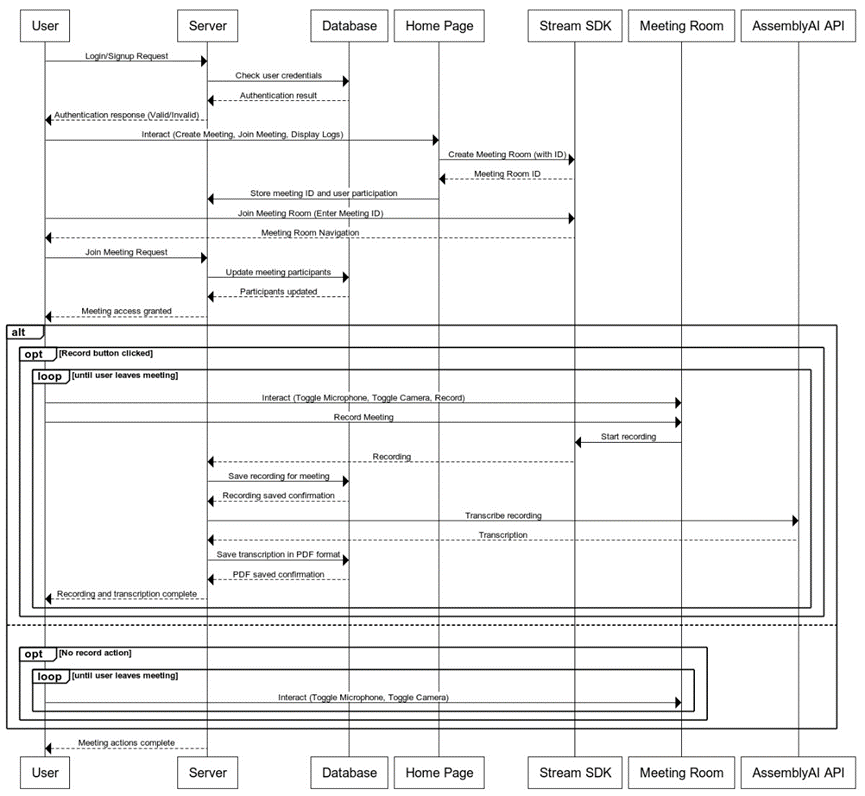 User Server Database Home Page Stream SDK Meeting Room AssemblyAI API
Login/Signup Request
Check user credentials
Authentication result
Authentication response (Valid/Invalid)
Interact (Create Meeting, Join Meeting, Display Logs)
Create Meeting Room (with ID)
Meeting Room ID
Store meeting ID and user participation
Join Meeting Room (Enter Meeting ID)
Meeting Room Navigation
Join Meeting Request
Update meeting participants
Participants updated
Meeting access granted
alt
opt [Record button clicked]
loop [until user leaves meeting]
Interact (Toggle Microphone, Toggle Camera, Record)
Record Meeting
Start recording
Recording
Save recording for meeting
Recording saved confirmation
Transcribe recording
Transcription
Save transcription in PDF format
PDF saved confirmation
Recording and transcription complete
opt [No record action]
loop [until user leaves meeting]
Interact (Toggle Microphone, Toggle Camera)
Meeting actions complete
User Server Database Home Page Stream SDK Meeting Room AssemblyAI API